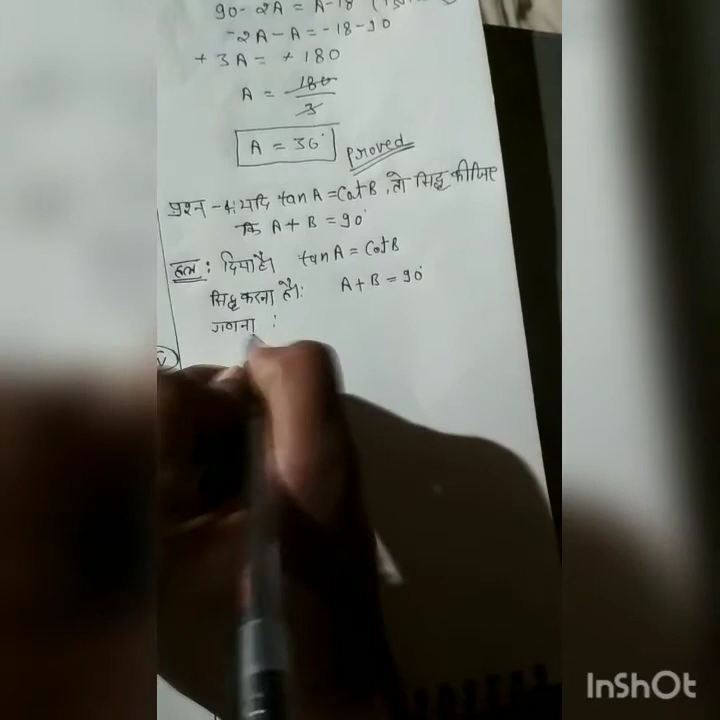 90 - 2A = A - 18
-2A - A = -18 - 90
+ 3A = + 180
A = 180/3
A = 36° Proved
प्रश्न - 4: यदि tan A = Cot B, तो सिद्ध कीजिए
कि A + B = 90°
हल : दिया है। tan A = Cot B
सिद्ध करना है।: A + B = 90°
गणना :
InShOt